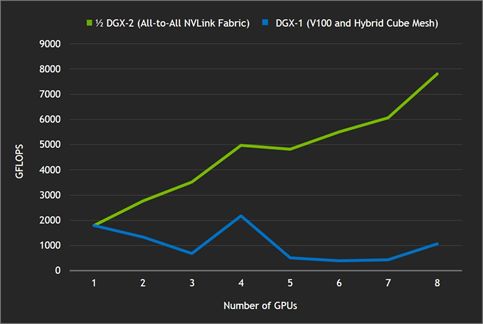 ½ DGX-2 (All-to-All NVLink Fabric) DGX-1 (V100 and Hybrid Cube Mesh)
9000
8000
7000
6000
5000
4000
3000
2000
1000
0
GFLOPS
1 2 3 4 5 6 7 8
Number of GPUs